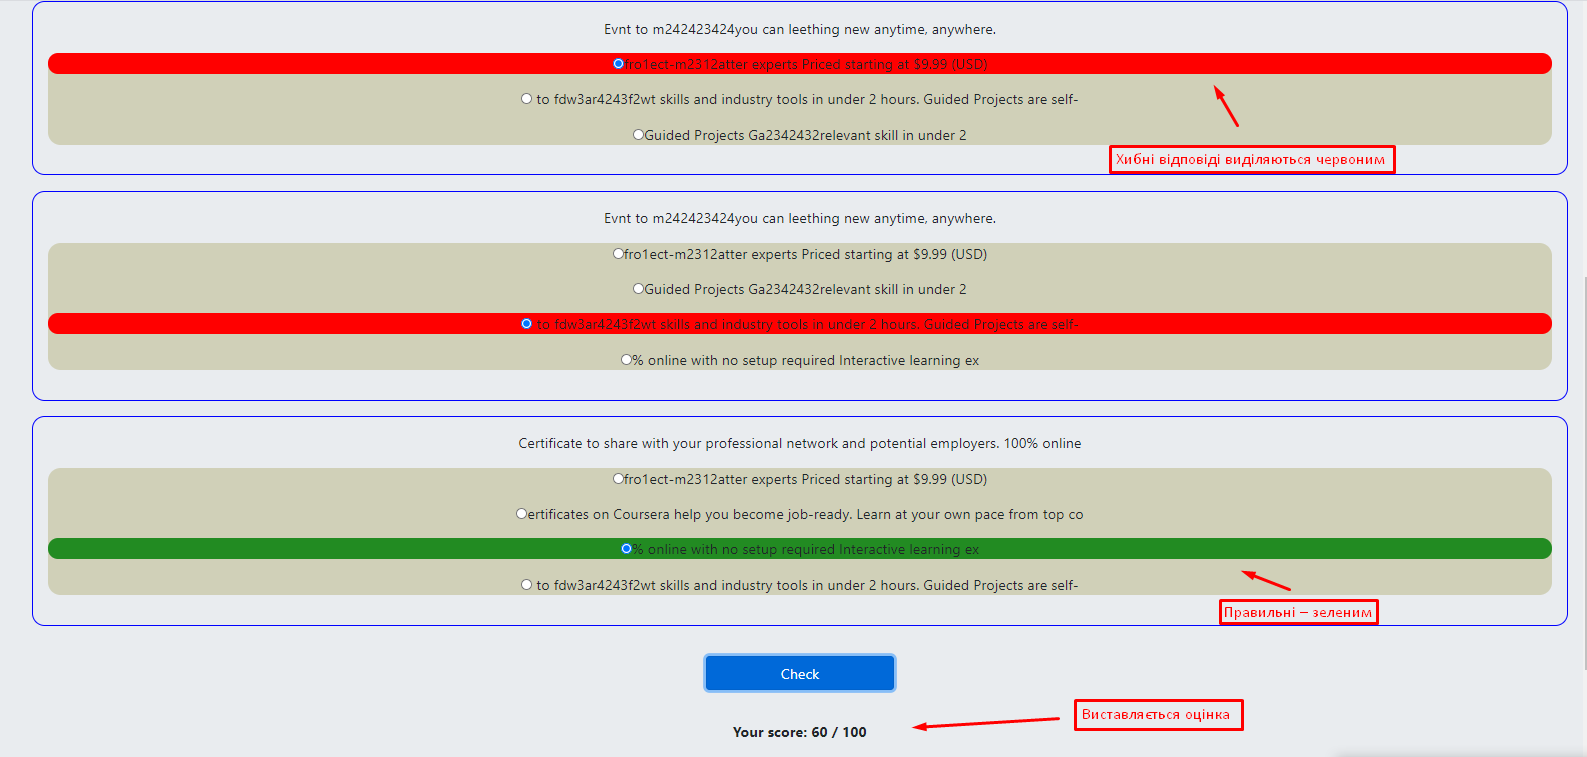 Evnt to m242423424you can leething new anytime, anywhere.
fro1ect-m2312atter experts Priced starting at $9.99 (USD)
to fdw3ar4243f2wt skills and industry tools in under 2 hours. Guided Projects are self-
Guided Projects Ga2342432relevant skill in under 2
Хибні відповіді виділяються червоним
Evnt to m242423424you can leething new anytime, anywhere.
fro1ect-m2312atter experts Priced starting at $9.99 (USD)
Guided Projects Ga2342432relevant skill in under 2
to fdw3ar4243f2wt skills and industry tools in under 2 hours. Guided Projects are self-
% online with no setup required Interactive learning ex
Certificate to share with your professional network and potential employers. 100% online
fro1ect-m2312atter experts Priced starting at $9.99 (USD)
ertificates on Coursera help you become job-ready. Learn at your own pace from top co
% online with no setup required Interactive learning ex
to fdw3ar4243f2wt skills and industry tools in under 2 hours. Guided Projects are self-
Правильні – зеленим
Check
Виставляється оцінка
Your score: 60 / 100